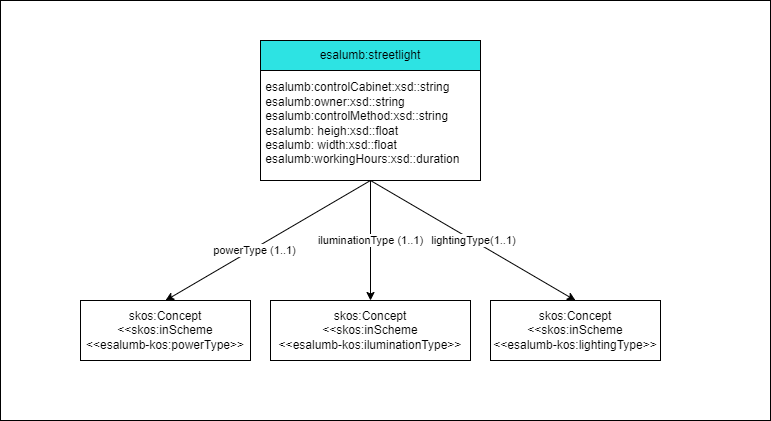 esalumb:streetlight
esalumb:controlCabinet:xsd::string
esalumb:owner:xsd::string
esalumb:controlMethod:xsd::string
esalumb: heigh:xsd::float
esalumb: width:xsd::float
esalumb:workingHours:xsd::duration
powerType (1..1)
iluminationType (1..1)
lightingType(1..1)
skos:Concept
<<skos:inScheme
<<esalumb-kos:powerType>>
skos:Concept
<<skos:inScheme
<<esalumb-kos:iluminationType>>
skos:Concept
<<skos:inScheme
<<esalumb-kos:lightingType>>